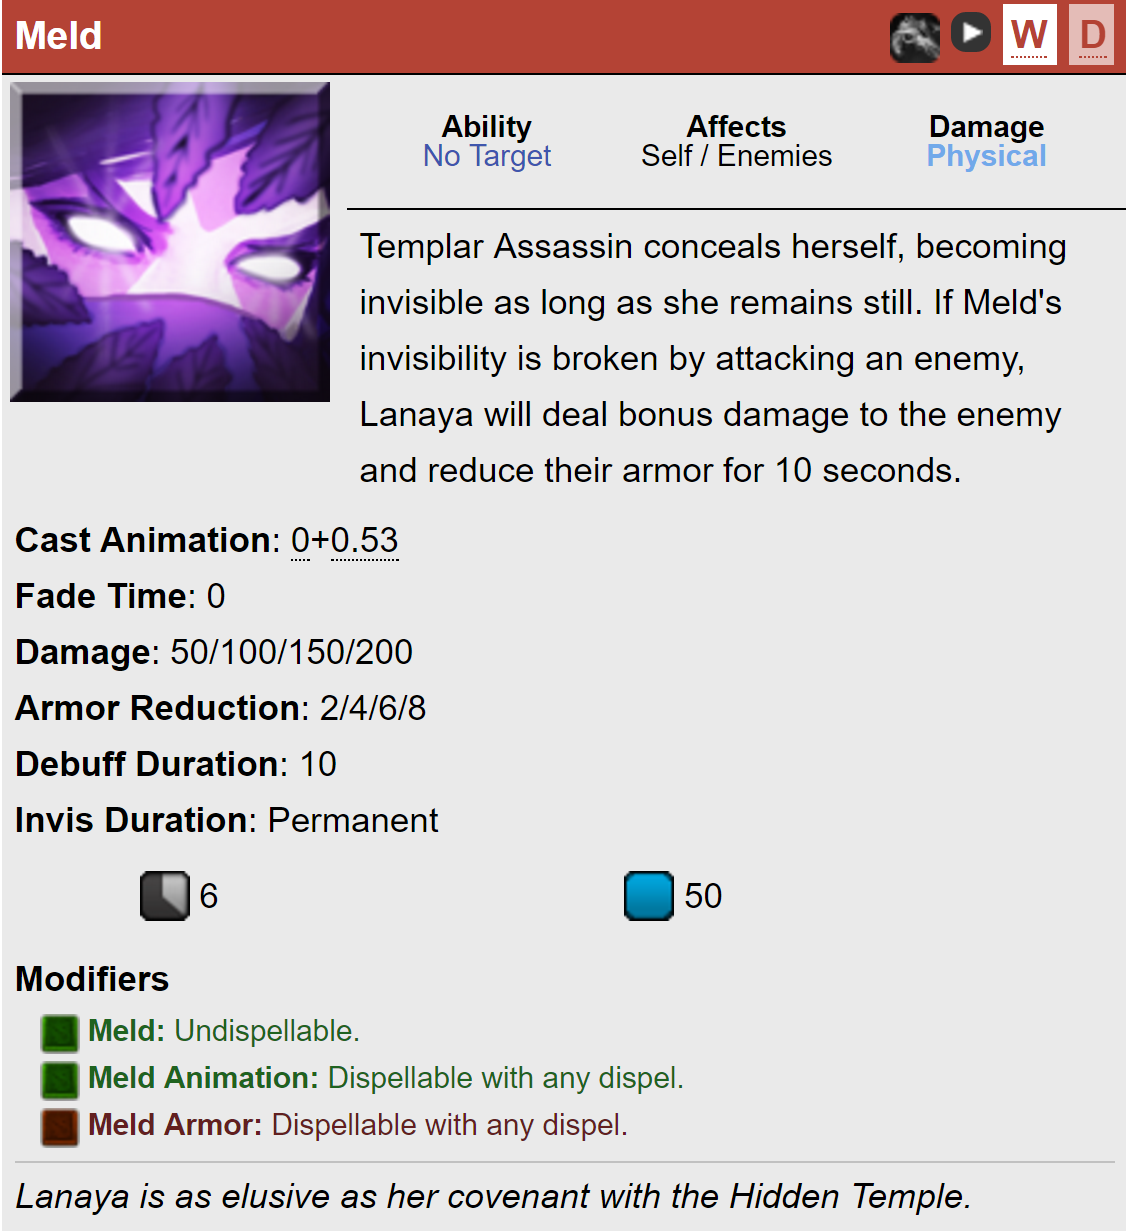 Meld
W
D
Ability
No Target
Affects
Self / Enemies
Damage
Physical
Templar Assassin conceals herself, becoming
invisible as long as she remains still. If Meld's
invisibility is broken by attacking an enemy,
Lanaya will deal bonus damage to the enemy
and reduce their armor for 10 seconds.
Cast Animation: 0+0.53
Fade Time: 0
Damage: 50/100/150/200
Armor Reduction: 2/4/6/8
Debuff Duration: 10
Invis Duration: Permanent
6
50
Modifiers
Meld: Undispellable.
Meld Animation: Dispellable with any dispel.
Meld Armor: Dispellable with any dispel.
Lanaya is as elusive as her covenant with the Hidden Temple.